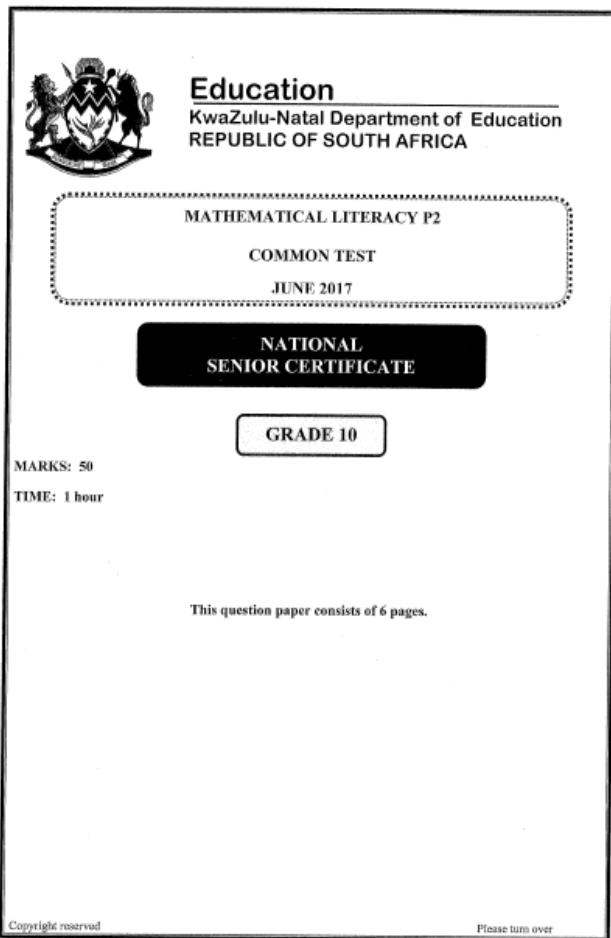 Education
KwaZulu-Natal Department of Education
REPUBLIC OF SOUTH AFRICA
MATHEMATICAL LITERACY P2
COMMON TEST
JUNE 2017
NATIONAL
SENIOR CERTIFICATE
GRADE 10
MARKS: 50
TIME: 1 hour
This question paper consists of 6 pages.
Copyright reserved
Please turn over